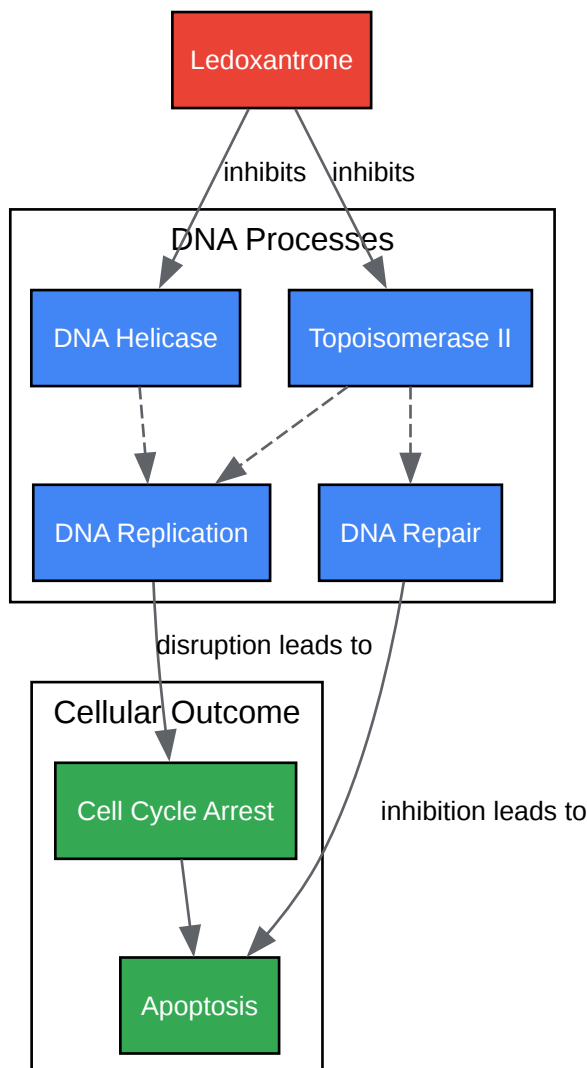 Ledoxantrone
inhibits
inhibits
DNA Processes
DNA Helicase
Topoisomerase II
DNA Replication
DNA Repair
disruption leads to
Cellular Outcome
Cell Cycle Arrest
inhibition leads to
Apoptosis